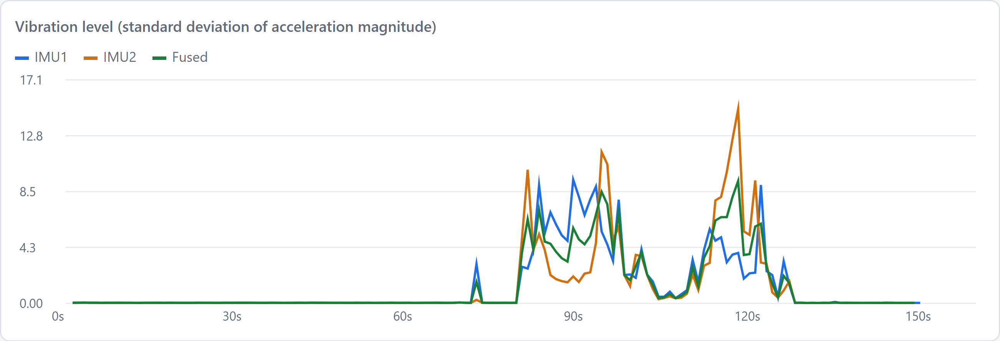 Vibration level (standard deviation of acceleration magnitude)
IMU1 IMU2 Fused
17.1
12.8
8.5
4.3
0.00
0s 30s 60s 90s 120s 150s